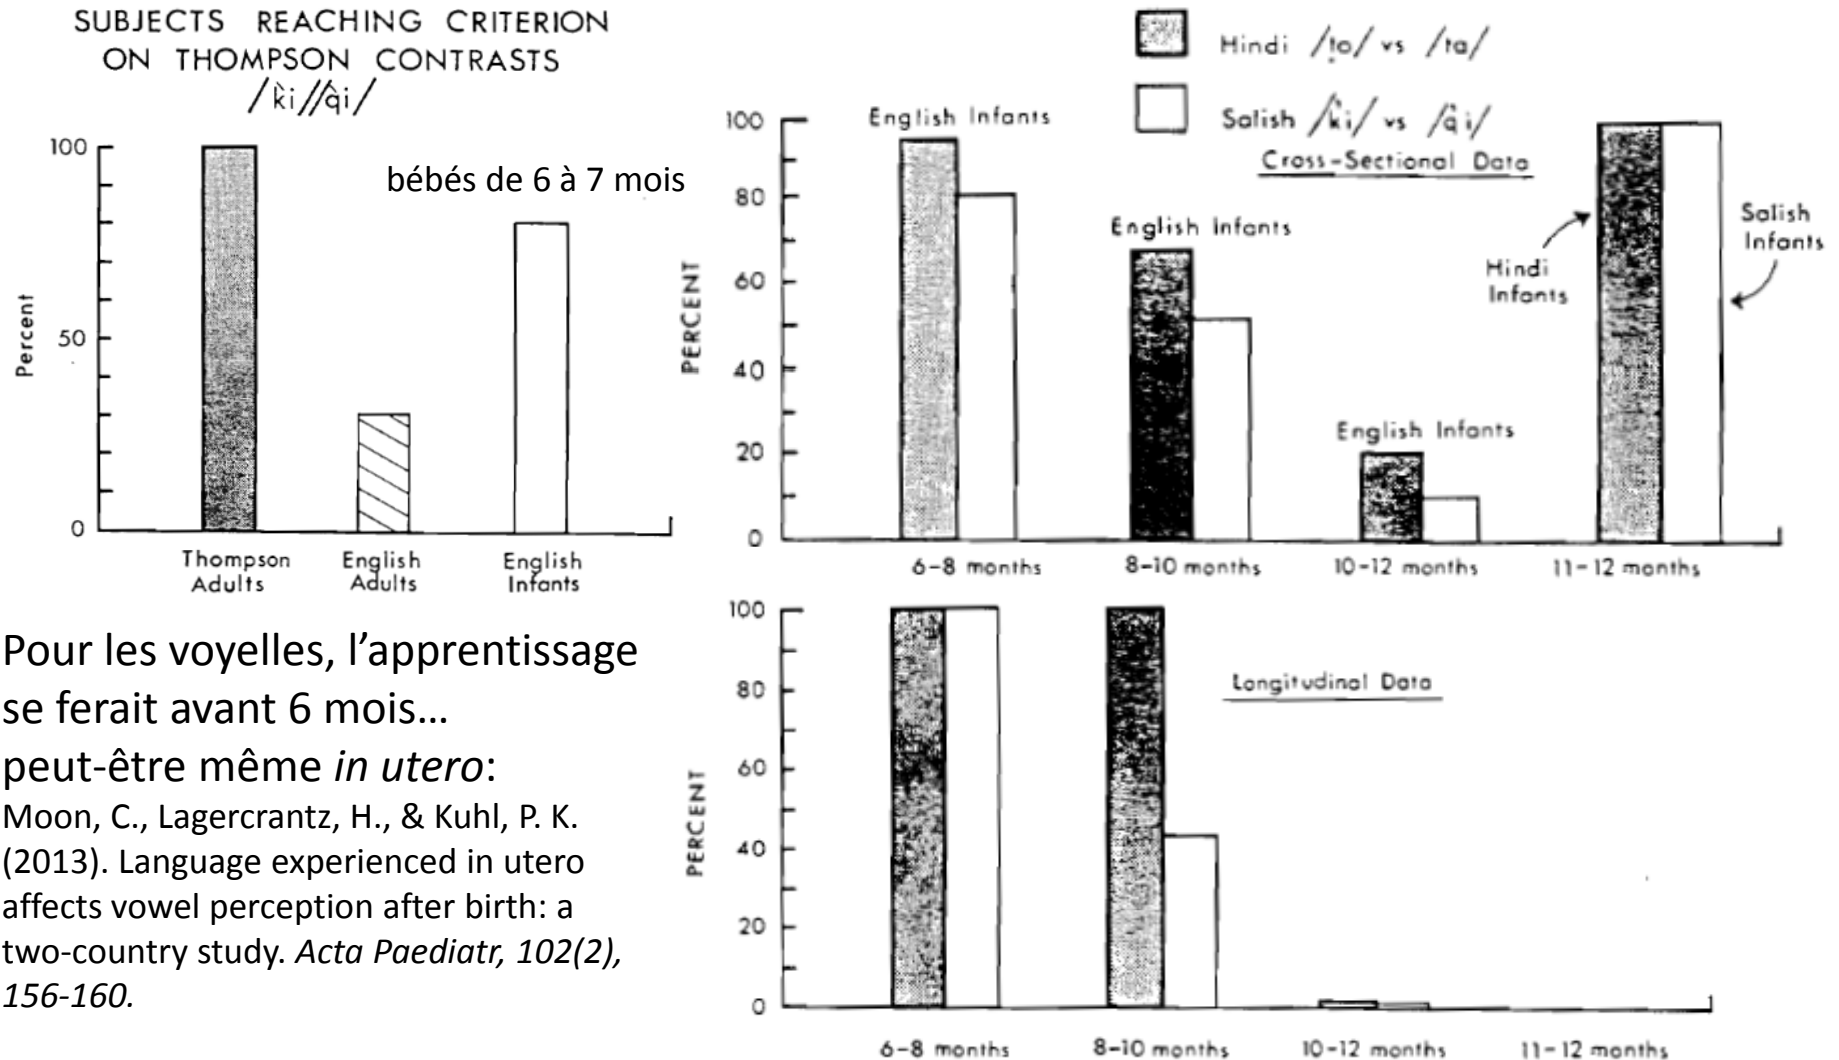 SUBJECTS REACHING CRITERION
ON THOMPSON CONTRASTS
/k̀i//q̂i/
100
50
0
Percent
bébés de 6 à 7 mois
Thompson
Adults
English
Adults
English
Infants
Pour les voyelles, l’apprentissage
se ferait avant 6 mois…
peut-être même in utero:
Moon, C., Lagercrantz, H., & Kuhl, P. K.
(2013). Language experienced in utero
affects vowel perception after birth: a
two-country study. Acta Paediatr, 102(2),
156-160.
Hindi /ṭa/ vs /ta/
Salish /k̂i/ vs /q̂i/
Cross-Sectional Data
100
80
60
40
20
0
PERCENT
English Infants
English Infants
English Infants
Hindi
Infants
Salish
Infants
6-8 months
8-10 months
10-12 months
11-12 months
100
80
60
40
20
0
PERCENT
Longitudinal Data
6-8 months
8-10 months
10-12 months
11-12 months